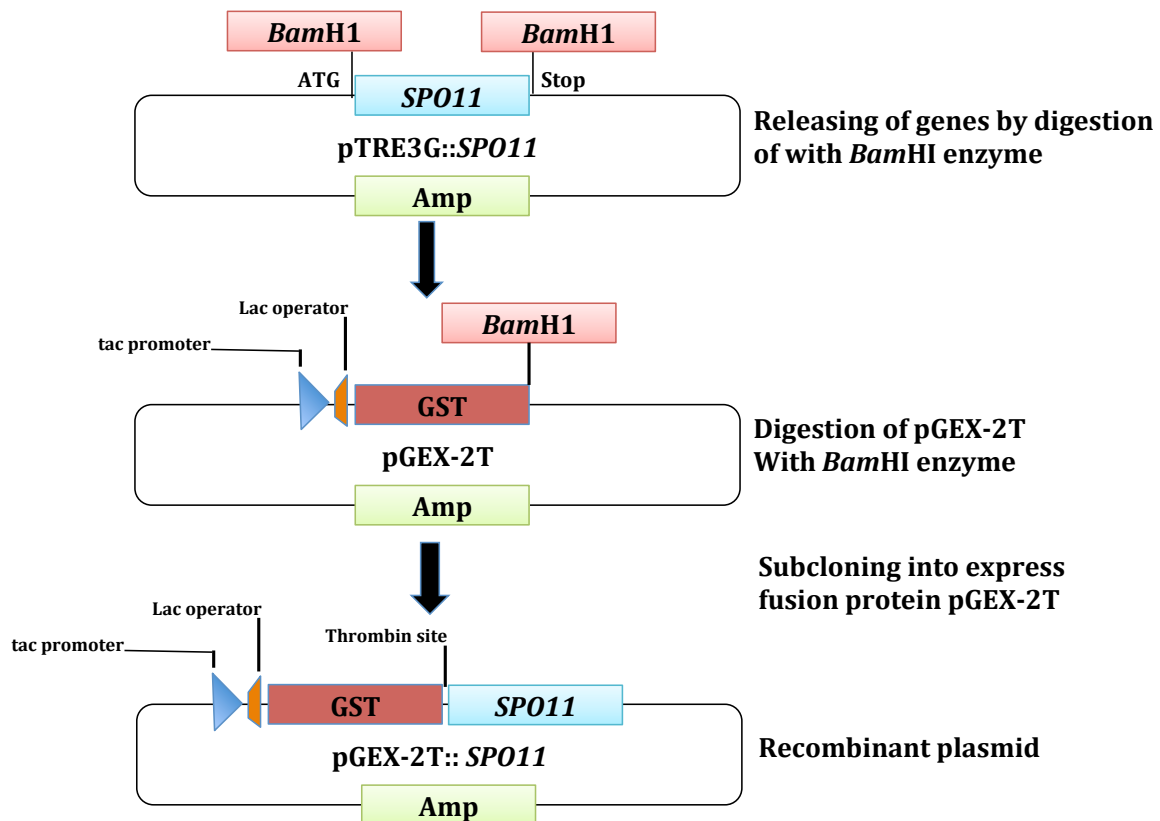 BamH1
BamH1
ATG
Stop
SPO11
pTRE3G::SPO11
Amp
Releasing of genes by digestion
of with BamHI enzyme
Lac operator
tac promoter
BamH1
GST
pGEX-2T
Amp
Digestion of pGEX-2T
With BamHI enzyme
Subcloning into express
fusion protein pGEX-2T
Lac operator
tac promoter
Thrombin site
GST
SPO11
pGEX-2T:: SPO11
Amp
Recombinant plasmid